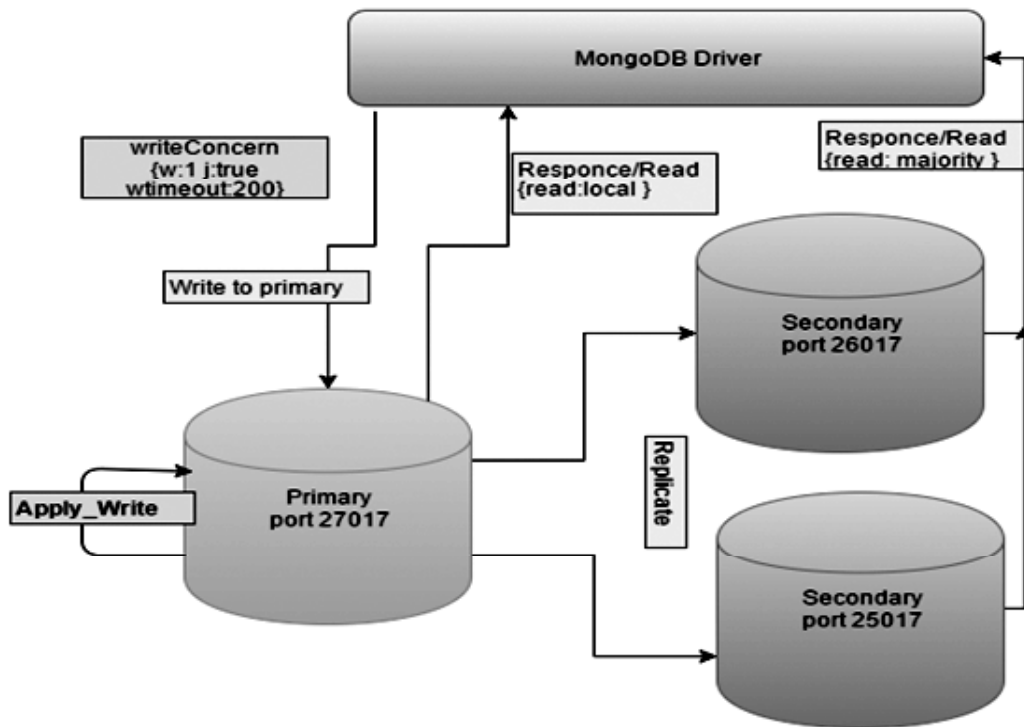 MongoDB Driver
writeConcern
{w:1 j:true
wtimeout:200}
Responce/Read
{read:local }
Responce/Read
{read: majority }
Write to primary
Secondary
port 26017
Replicate
Primary
port 27017
Apply_Write
Secondary
port 25017